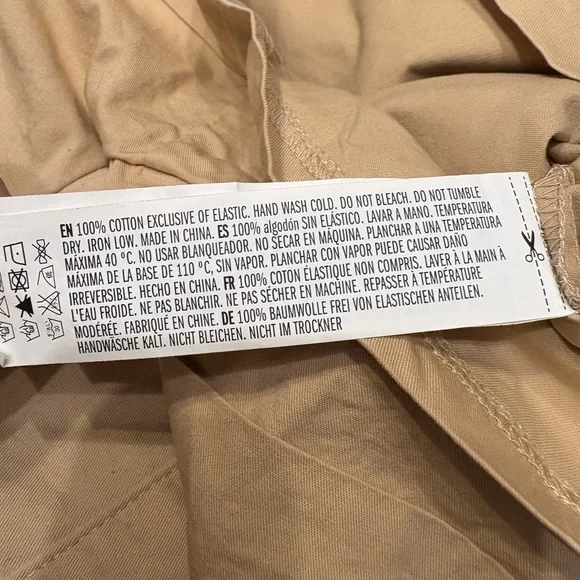 EN 100% COTTON EXCLUSIVE OF ELASTIC. HAND WASH COLD. DO NOT BLEACH. DO NOT TUMBLE
DRY. IRON LOW. MADE IN CHINA. ES 100% algodón SIN ELÁSTICO. LAVAR A MANO. TEMPERATURA
MÁXIMA 40 °C. NO USAR BLANQUEADOR. NO SECAR EN MÁQUINA. PLANCHAR A UNA TEMPERATURA
MÁXIMA DE LA BASE DE 110 °C, SIN VAPOR. PLANCHAR CON VAPOR PUEDE CAUSAR DAÑO
IRREVERSIBLE. HECHO EN CHINA. FR 100% COTON ÉLASTIQUE NON COMPRIS. LAVER À LA MAIN À
L'EAU FROIDE. NE PAS BLANCHIR. NE PAS SÉCHER EN MACHINE. REPASSER À TEMPÉRATURE
MODÉRÉE. FABRIQUÉ EN CHINE. DE 100% BAUMWOLLE FREI VON ELASTISCHEN ANTEILEN.
HANDWÄSCHE KALT. NICHT BLEICHEN. NICHT IM TROCKNER